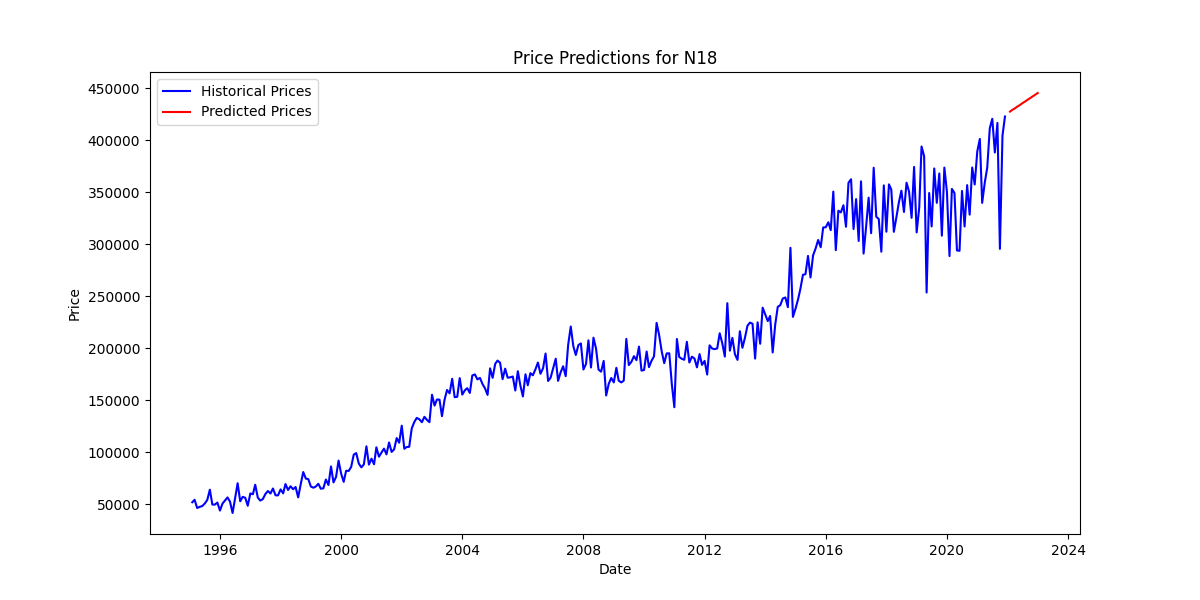 Price Predictions for N18
Historical Prices
Predicted Prices
450000
400000
350000
300000
250000
200000
150000
100000
50000
Price
1996 2000 2004 2008 2012 2016 2020 2024
Date